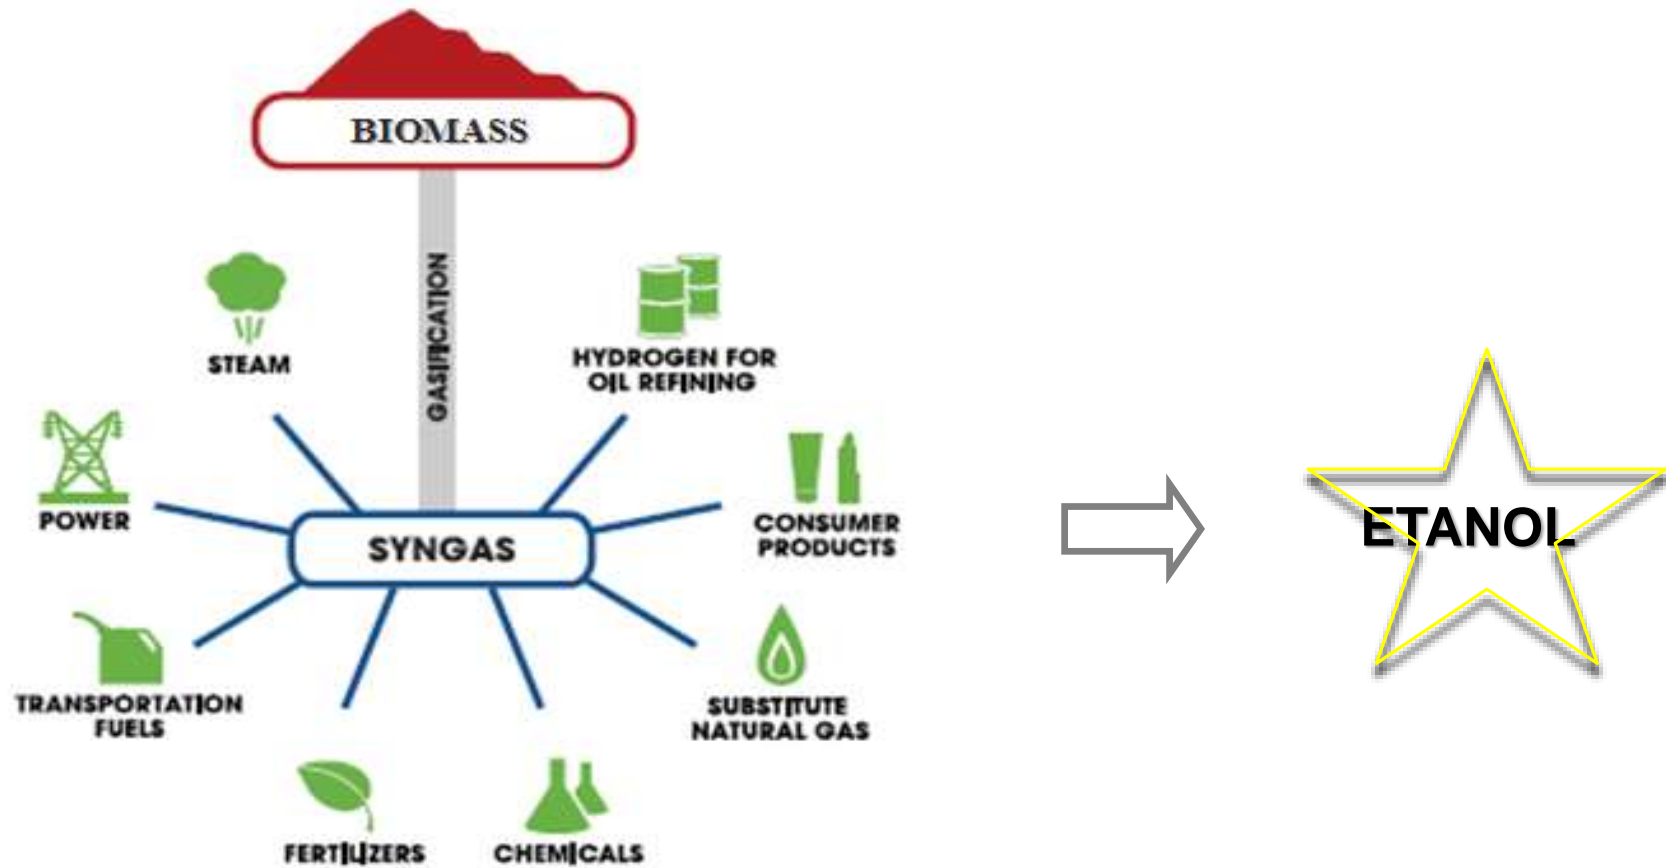 BIOMASS
GASIFICATION
STEAM
HYDROGEN FOR
OIL REFINING
POWER
CONSUMER
PRODUCTS
SYNGAS
TRANSPORTATION
FUELS
SUBSTITUTE
NATURAL GAS
FERTILIZERS
CHEMICALS
ETANOL